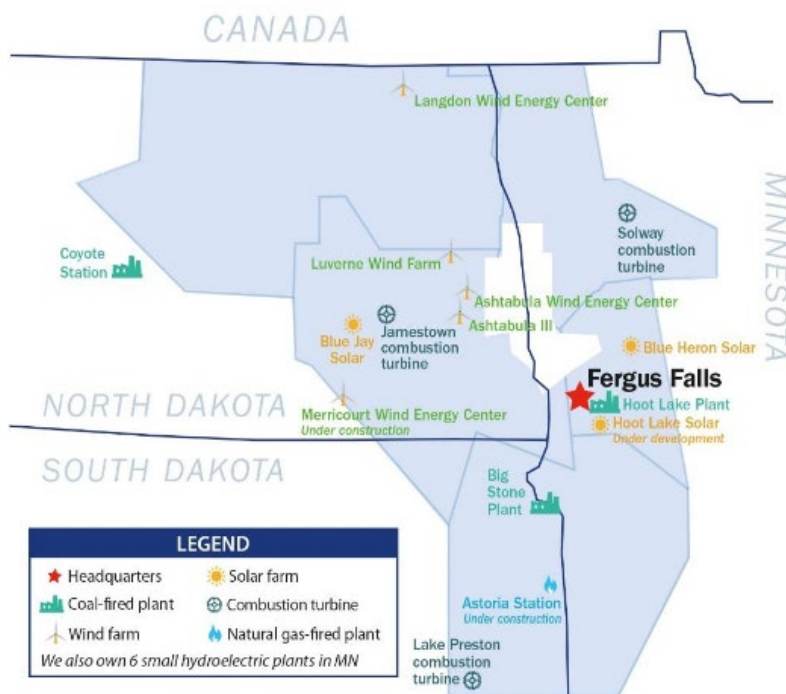 CANADA
Langdon Wind Energy Center
MINNESOTA
Solway
combustion
turbine
Coyote
Station
Luverne Wind Farm
Ashtabula Wind Energy Center
Ashtabula III
Blue Jay
Solar
Jamestown
combustion
turbine
Blue Heron Solar
Fergus Falls
Hoot Lake Plant
Hoot Lake Solar
Under development
NORTH DAKOTA
Merricourt Wind Energy Center
Under construction
SOUTH DAKOTA
Big
Stone
Plant
LEGEND
Headquarters
Solar farm
Coal-fired plant
Combustion turbine
Wind farm
Natural gas-fired plant
We also own 6 small hydroelectric plants in MN
Astoria Station
Under construction
Lake Preston
combustion
turbine